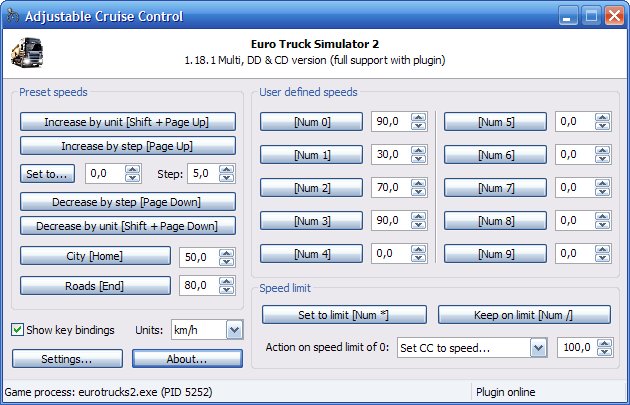 Adjustable Cruise Control
Euro Truck Simulator 2
1.18.1 Multi, DD & CD version (full support with plugin)
Preset speeds
Increase by unit [Shift + Page Up]
Increase by step [Page Up]
Set to... 0,0 Step: 5,0
Decrease by step [Page Down]
Decrease by unit [Shift + Page Down]
City [Home] 50,0
Roads [End] 80,0
Show key bindings Units: km/h
Settings... About...
User defined speeds
[Num 0] 90,0 [Num 5] 0,0
[Num 1] 30,0 [Num 6] 0,0
[Num 2] 70,0 [Num 7] 0,0
[Num 3] 90,0 [Num 8] 0,0
[Num 4] 0,0 [Num 9] 0,0
Speed limit
Set to limit [Num *] Keep on limit [Num /]
Action on speed limit of 0: Set CC to speed... 100,0
Game process: eurotrucks2.exe (PID 5252) Plugin online